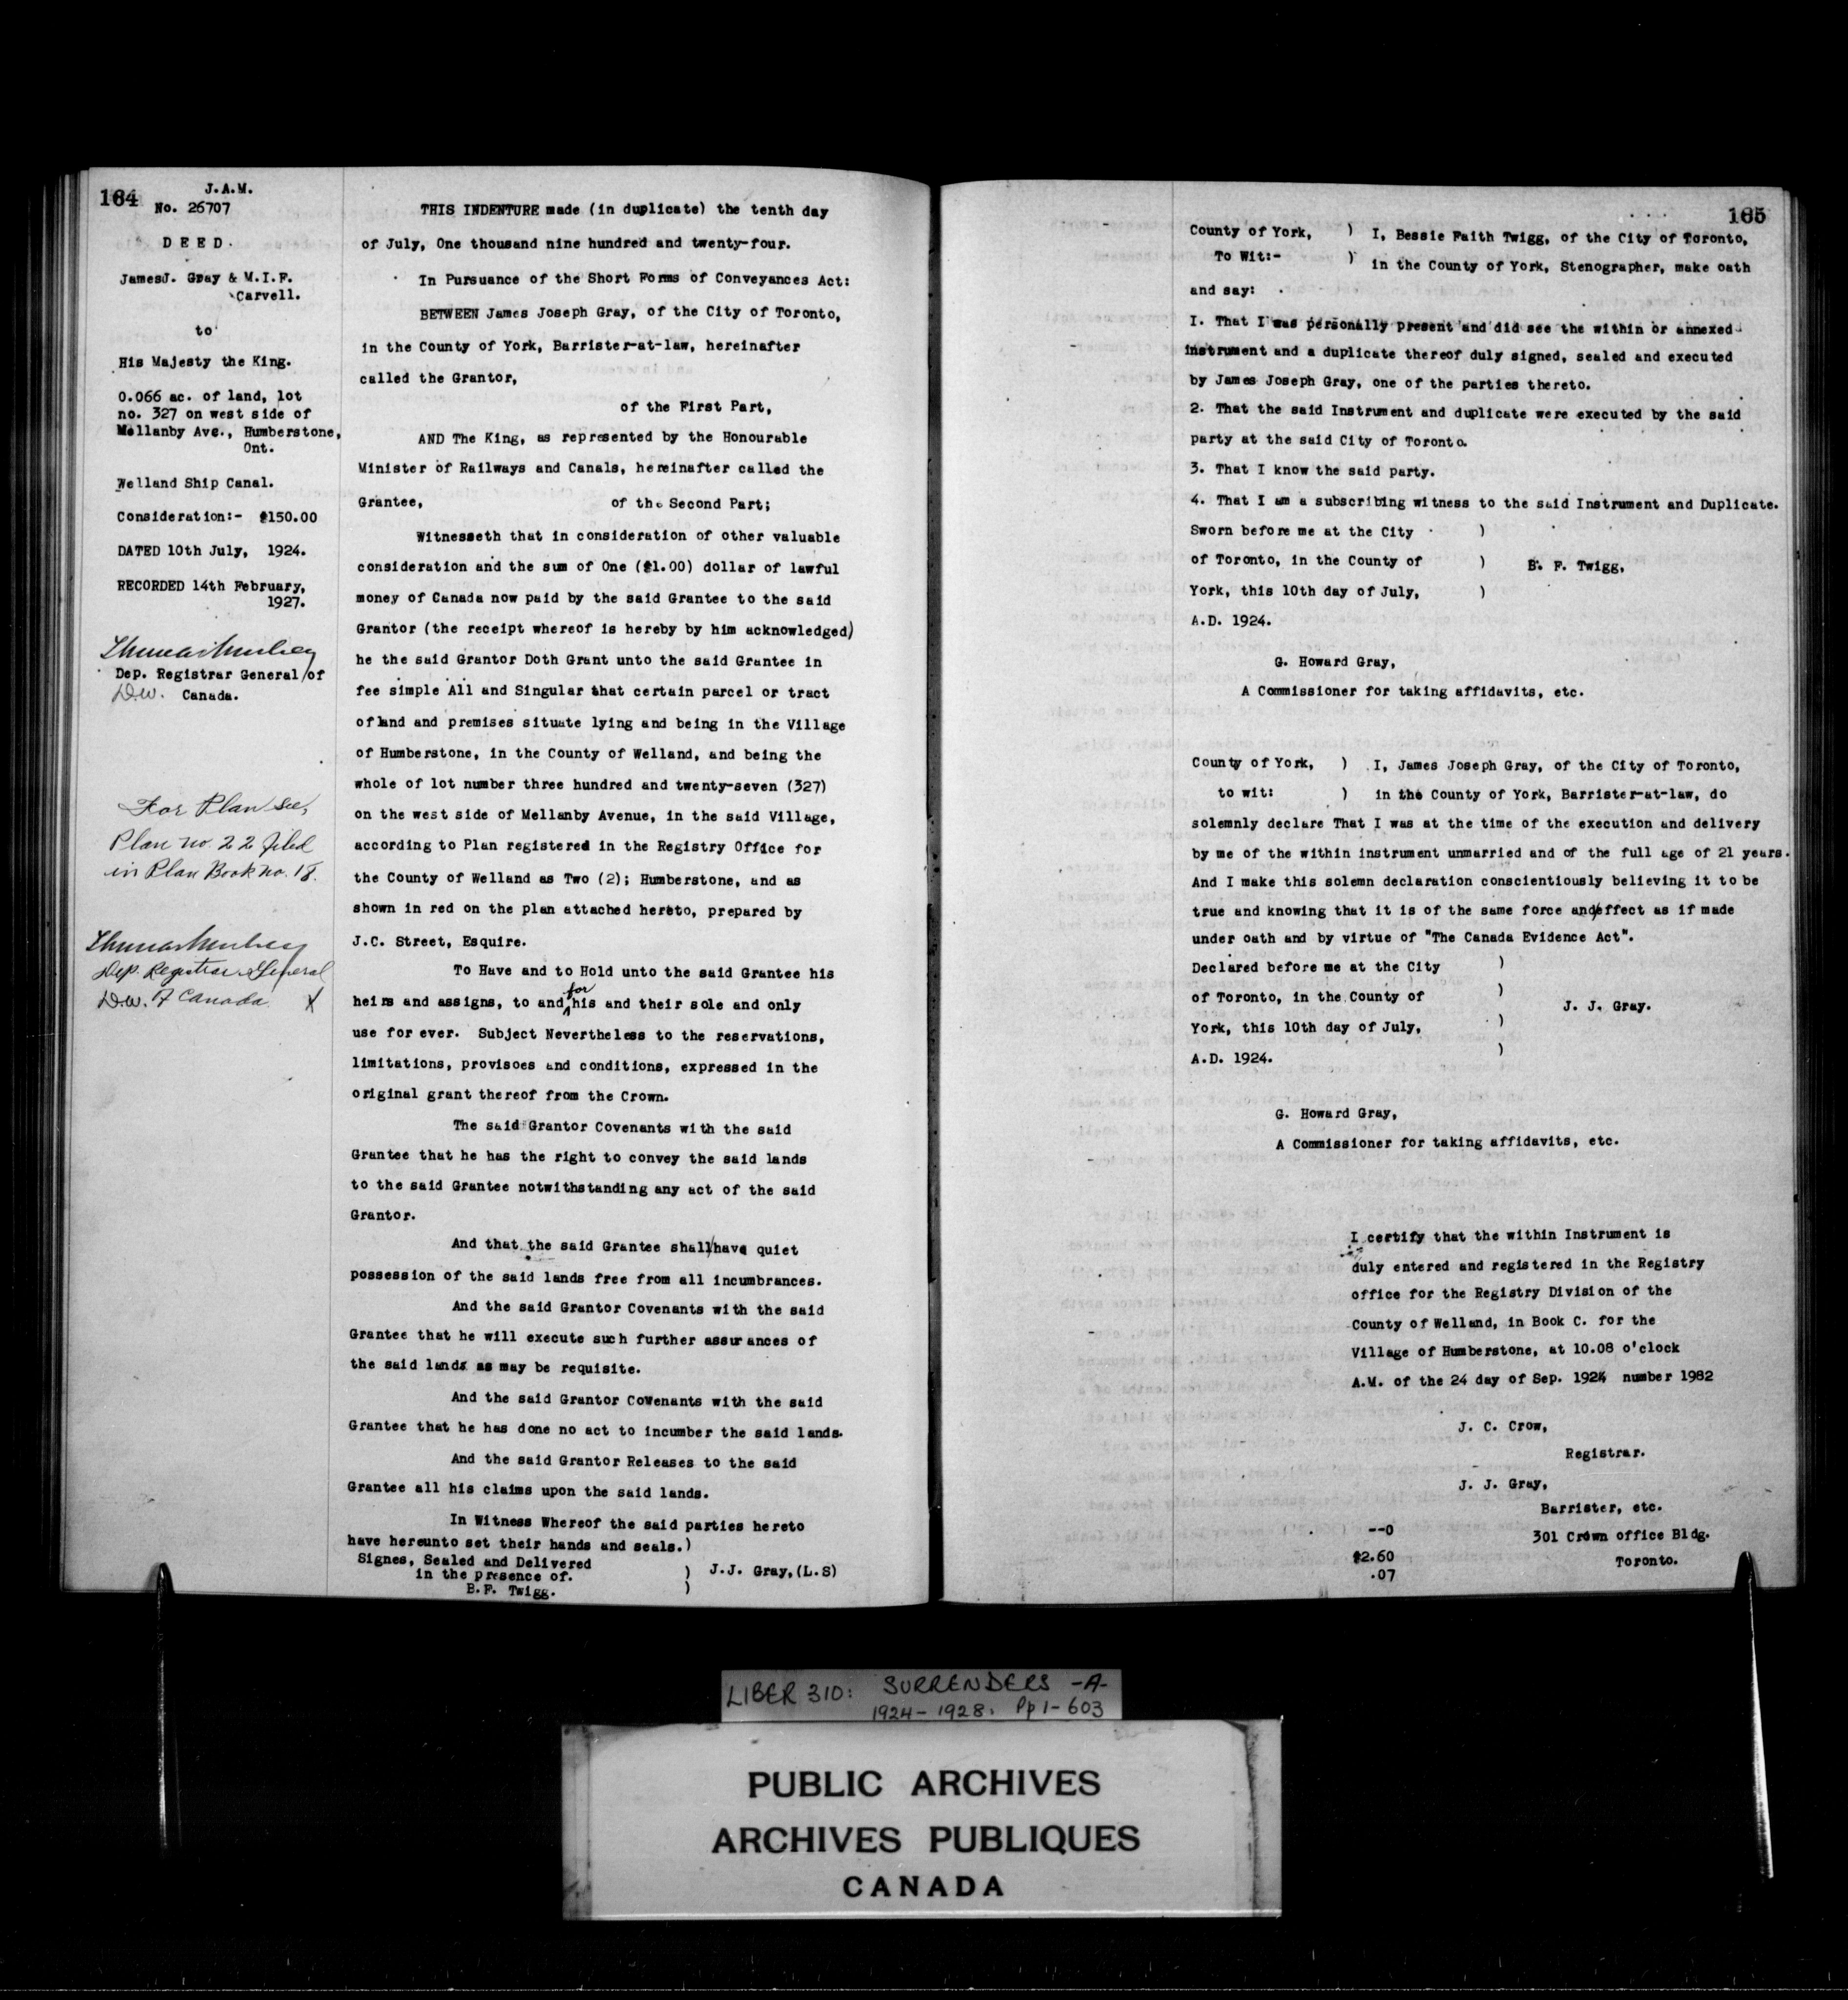 164
J.A.M.
No. 26707
DEED.
JamesJ. Gray & M.I.F.
Carvell.
to
His Majesty the King.
0.066 ac. of land, lot
no. 327 on west side of
Mellanby Ave., Humberstone,
Ont.
Welland Ship Canal.
Consideration:- $150.00
DATED 10th July, 1924.
RECORDED 14th February,
1927.
Dep. Registrar General/of
D.W. Canada.
For Plan see,
Plan no. 22 filed
in Plan Book no. 18.
Dep. Registrar General
D.W. of Canada. X
THIS INDENTURE made (in duplicate) the tenth day
of July, One thousand nine hundred and twenty-four.
In Pursuance of the Short Forms of Conveyances Act:
BETWEEN James Joseph Gray, of the City of Toronto,
in the County of York, Barrister-at-law, hereinafter
called the Grantor,
of the First Part,
AND The King, as represented by the Honourable
Minister of Railways and Canals, hereinafter called the
Grantee, of the Second Part;
Witnesseth that in consideration of other valuable
consideration and the sum of One ($1.00) dollar of lawful
money of Canada now paid by the said Grantee to the said
Grantor (the receipt whereof is hereby by him acknowledged)
he the said Grantor Doth Grant unto the said Grantee in
fee simple All and Singular that certain parcel or tract
of land and premises situate lying and being in the Village
of Humberstone, in the County of Welland, and being the
whole of lot number three hundred and twenty-seven (327)
on the west side of Mellanby Avenue, in the said Village,
according to Plan registered in the Registry Office for
the County of Welland as Two (2); Humberstone, and as
shown in red on the plan attached hereto, prepared by
J.C. Street, Esquire.
To Have and to Hold unto the said Grantee his
heirs and assigns, to and for his and their sole and only
use for ever. Subject Nevertheless to the reservations,
limitations, provisoes and conditions, expressed in the
original grant thereof from the Crown.
The said Grantor Covenants with the said
Grantee that he has the right to convey the said lands
to the said Grantee notwithstanding any act of the said
Grantor.
And that the said Grantee shall/have quiet
possession of the said lands free from all incumbrances.
And the said Grantor Covenants with the said
Grantee that he will execute such further assurances of
the said lands as may be requisite.
And the said Grantor Covenants with the said
Grantee that he has done no act to incumber the said lands.
And the said Grantor Releases to the said
Grantee all his claims upon the said lands.
In Witness Whereof the said parties hereto
have hereunto set their hands and seals.)
Signes, Sealed and Delivered
in the presence of. ) J.J. Gray,(L.S)
B.F. Twigg. )
165
County of York, ) I, Bessie Faith Twigg, of the City of Toronto,
To Wit:- ) in the County of York, Stenographer, make oath
and say:
I. That I was personally present and did see the within or annexed
instrument and a duplicate thereof duly signed, sealed and executed
by James Joseph Gray, one of the parties thereto.
2. That the said Instrument and duplicate were executed by the said
party at the said City of Toronto.
3. That I know the said party.
4. That I am a subscribing witness to the said Instrument and Duplicate.
Sworn before me at the City )
of Toronto, in the County of ) B. F. Twigg,
York, this 10th day of July, )
A.D. 1924.
G. Howard Gray,
A Commissioner for taking affidavits, etc.
County of York, ) I, James Joseph Gray, of the City of Toronto,
to wit: ) in the County of York, Barrister-at-law, do
solemnly declare That I was at the time of the execution and delivery
by me of the within instrument unmarried and of the full age of 21 years.
And I make this solemn declaration conscientiously believing it to be
true and knowing that it is of the same force and/effect as if made
under oath and by virtue of "The Canada Evidence Act".
Declared before me at the City )
of Toronto, in the County of ) J. J. Gray.
York, this 10th day of July, )
A.D. 1924. )
G. Howard Gray,
A Commissioner for taking affidavits, etc.
I certify that the within Instrument is
duly entered and registered in the Registry
office for the Registry Division of the
County of Welland, in Book C. for the
Village of Humberstone, at 10.08 o'clock
A.M. of the 24 day of Sep. 1924 number 1982
J. C. Crow,
Registrar.
J. J. Gray,
Barrister, etc.
--0 301 Crown office Bldg.
$2.60 Toronto.
.07
LIBER 310: SURRENDERS -A-
1924-1928. Pp 1-603
PUBLIC ARCHIVES
ARCHIVES PUBLIQUES
CANADA